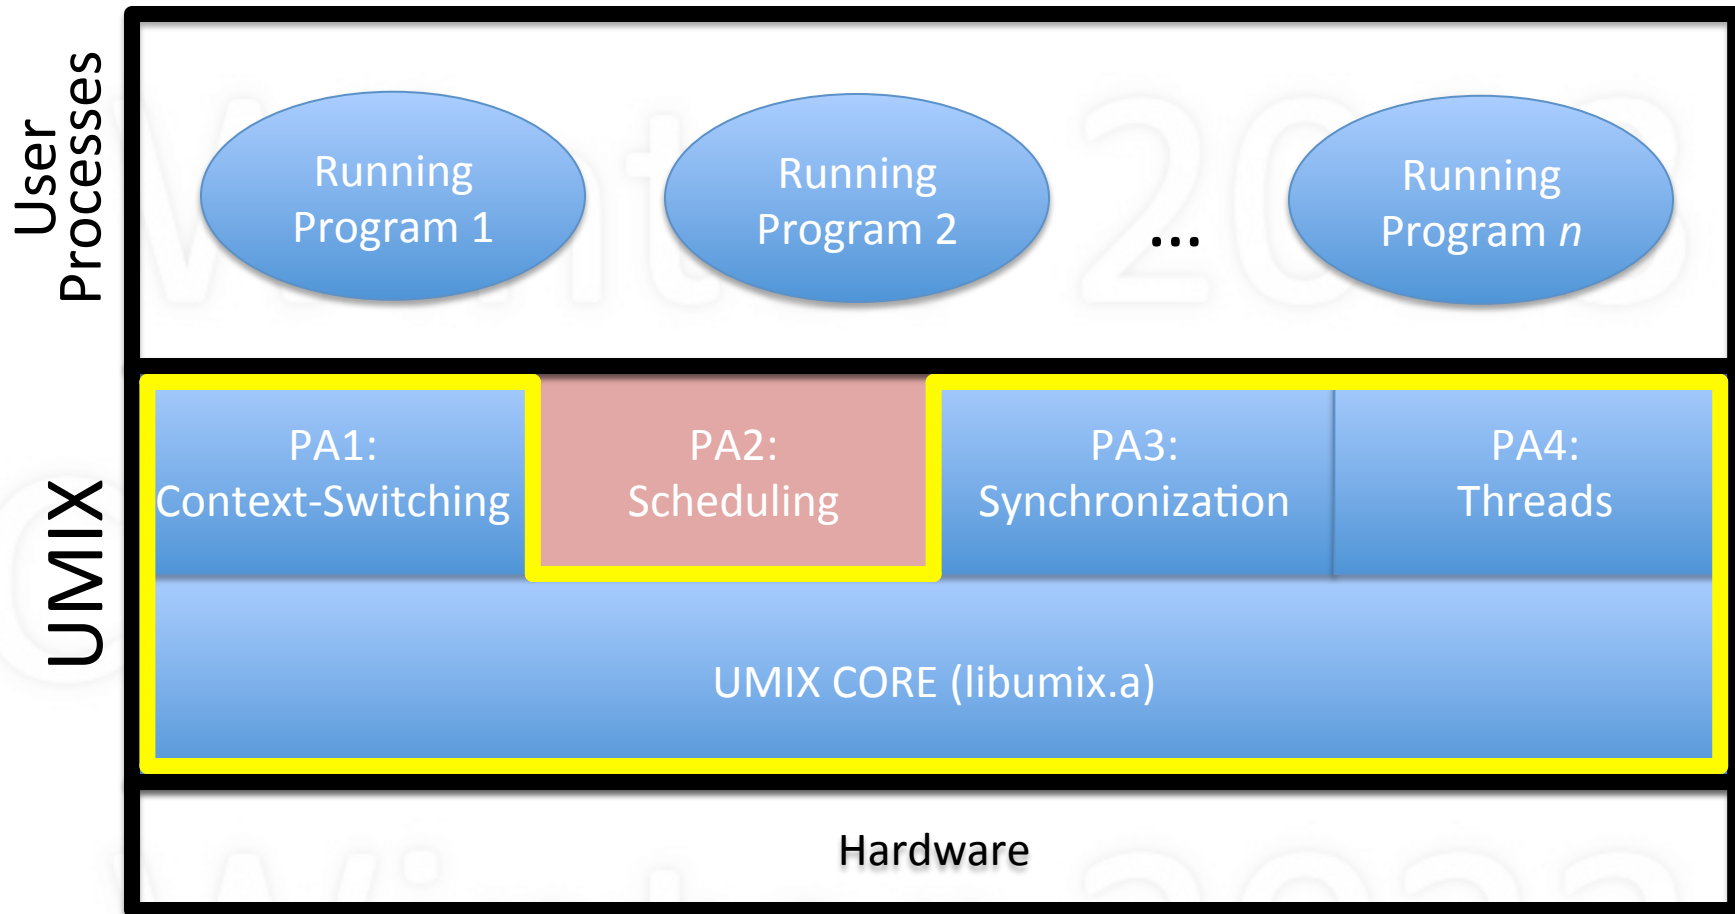 User
Processes
Running
Program 1
Running
Program 2
...
Running
Program n
UMIX
PA1:
Context-Switching
PA2:
Scheduling
PA3:
Synchronization
PA4:
Threads
UMIX CORE (libumix.a)
Hardware